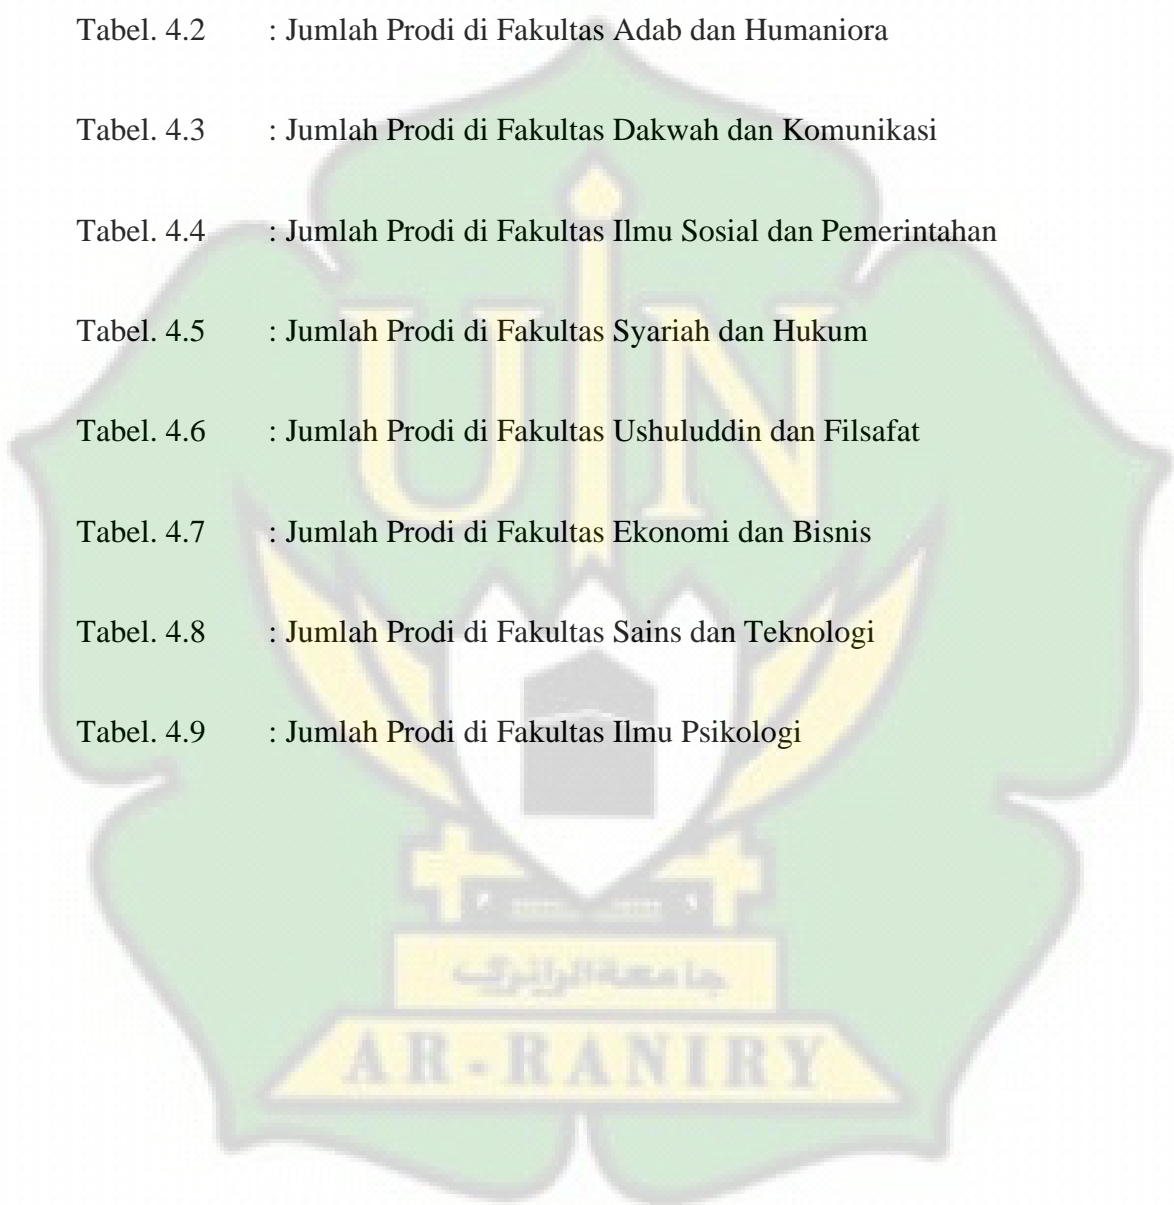 Tabel. 4.2 : Jumlah Prodi di Fakultas Adab dan Humaniora
Tabel. 4.3 : Jumlah Prodi di Fakultas Dakwah dan Komunikasi
Tabel. 4.4 : Jumlah Prodi di Fakultas Ilmu Sosial dan Pemerintahan
Tabel. 4.5 : Jumlah Prodi di Fakultas Syariah dan Hukum
Tabel. 4.6 : Jumlah Prodi di Fakultas Ushuluddin dan Filsafat
Tabel. 4.7 : Jumlah Prodi di Fakultas Ekonomi dan Bisnis
Tabel. 4.8 : Jumlah Prodi di Fakultas Sains dan Teknologi
Tabel. 4.9 : Jumlah Prodi di Fakultas Ilmu Psikologi
UIN
جامعة الرانري
AR-RANIRY